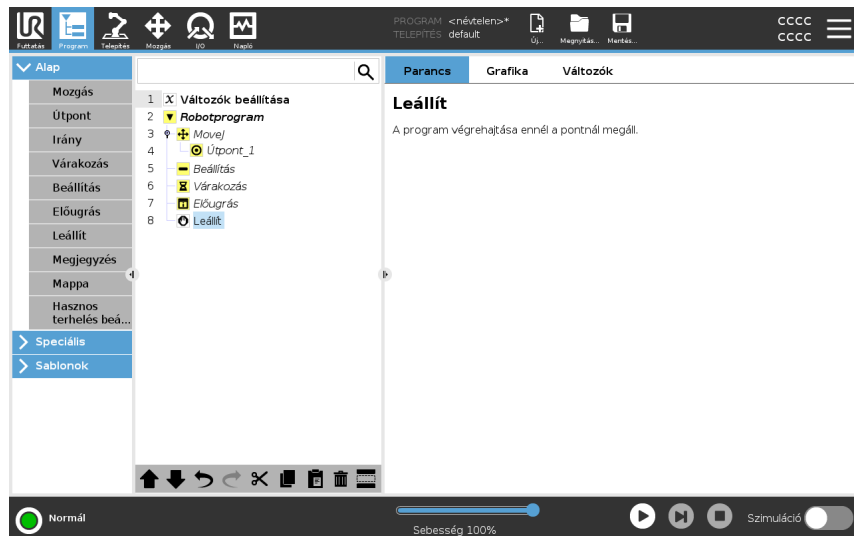 UR
PROGRAM <névtelen>*
TELEPÍTÉS default
CCCC
CCCC
Futtatás Program Telepítés Mozgás I/O Napló
Új... Megnyitás... Mentés...
Alap
Mozgás
Útpont
Irány
Várakozás
Beállítás
Előugrás
Leállít
Megjegyzés
Mappa
Hasznos
terhelés beá...
Speciális
Sablonok
1 X Változók beállítása
2 Robotprogram
3 MoveJ
4 Útpont_1
5 Beállítás
6 Várakozás
7 Előugrás
8 Leállít
Parancs Grafika Változók
Leállít
A program végrehajtása ennél a pontnál megáll.
Normál
Sebesség 100%
Szimuláció